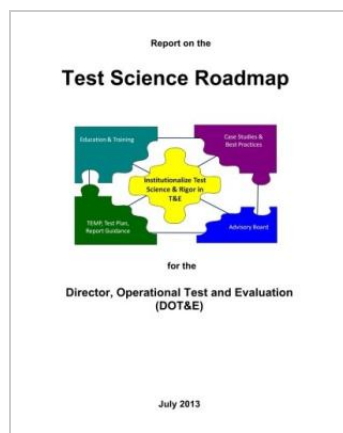 Report on the
Test Science Roadmap
Education & Training
Case Studies &
Best Practices
Institutionalize Test
Science & Rigor in
T&E
TEMP, Test Plan,
Report Guidance
Advisory Board
for the
Director, Operational Test and Evaluation
(DOT&E)
July 2013